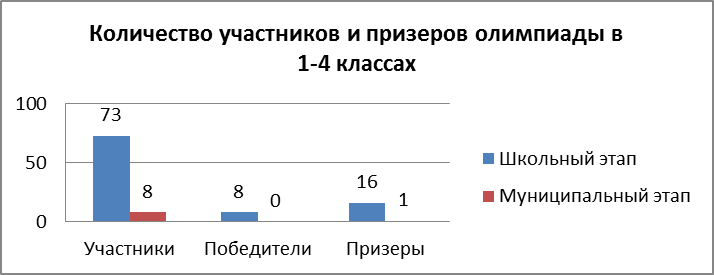 Количество участников и призеров олимпиады в
1-4 классах
100
50
0
73
8
8
0
16
1
Участники
Победители
Призеры
Школьный этап
Муниципальный этап